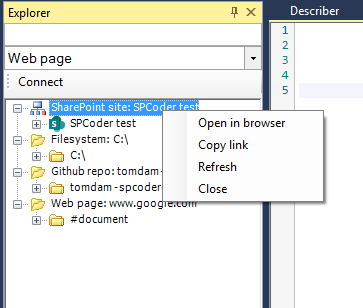 Explorer
Describer
Web page
Connect
SharePoint site: SPCoder test
SPCoder test
Filesystem: C:\
C:\
Github repo: tomdam-
tomdam-spcoder
Web page: www.google.com
#document
Open in browser
Copy link
Refresh
Close
1
2
3
4
5